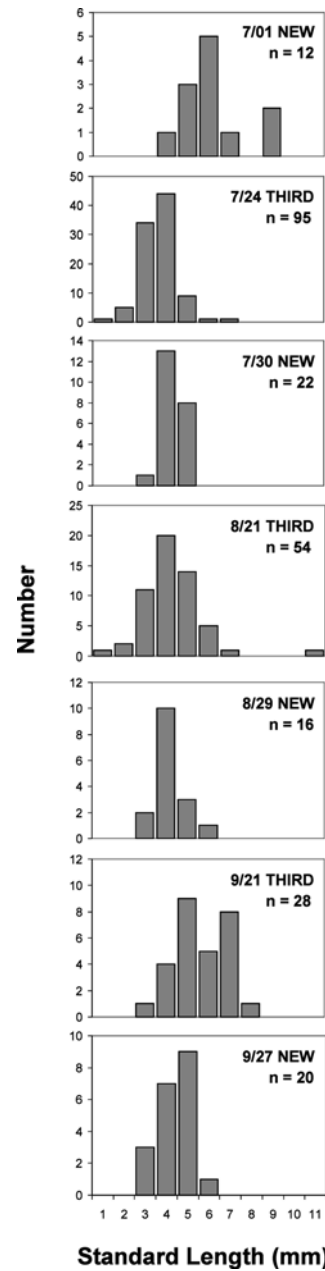 Number
6
5
4
3
2
1
0
7/01 NEW
n = 12
50
40
30
20
10
0
7/24 THIRD
n = 95
14
12
10
8
6
4
2
0
7/30 NEW
n = 22
25
20
15
10
5
0
8/21 THIRD
n = 54
12
10
8
6
4
2
0
8/29 NEW
n = 16
12
10
8
6
4
2
0
9/21 THIRD
n = 28
10
8
6
4
2
0
9/27 NEW
n = 20
1 2 3 4 5 6 7 8 9 10 11
Standard Length (mm)